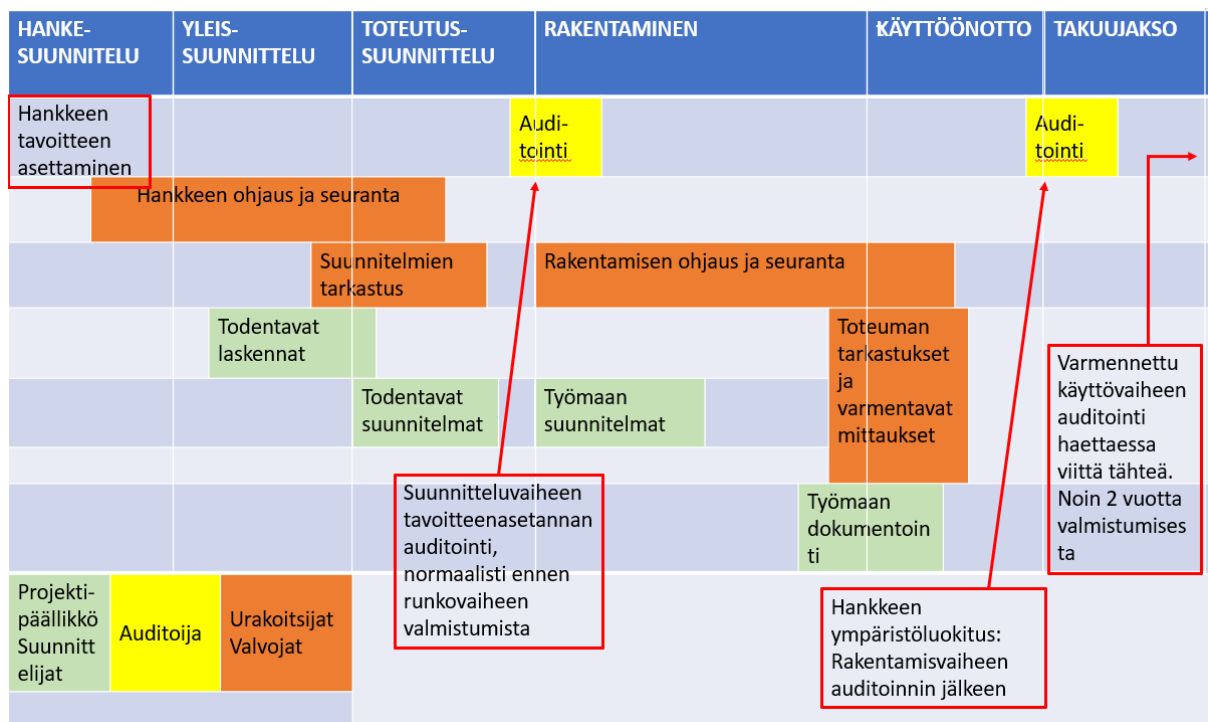 HANKE-
SUUNNITELU
YLEIS-
SUUNNITTELU
TOTEUTUS-
SUUNNITTELU
RAKENTAMINEN
KÄYTTÖÖNOTTO
TAKUUJAKSO
Hankkeen
tavoitteen
asettaminen
Audi-
tointi
Audi-
tointi
Hankkeen ohjaus ja seuranta
Suunnitelmien
tarkastus
Rakentamisen ohjaus ja seuranta
Todentavat
laskennat
Toteuman
tarkastukset
ja
varmentavat
mittaukset
Varmennettu
käyttövaiheen
auditointi
haettaessa
viittä tähteä.
Noin 2 vuotta
valmistumises
ta
Todentavat
suunnitelmat
Työmaan
suunnitelmat
Suunnitteluvaiheen
tavoitteenasetannan
auditointi,
normaalisti ennen
runkovaiheen
valmistumista
Työmaan
dokumentoin
ti
Projekti-
päällikkö
Suunnitt
elijat
Auditoija
Urakoitsijat
Valvojat
Hankkeen
ympäristöluokitus:
Rakentamisvaiheen
auditoinnin jälkeen